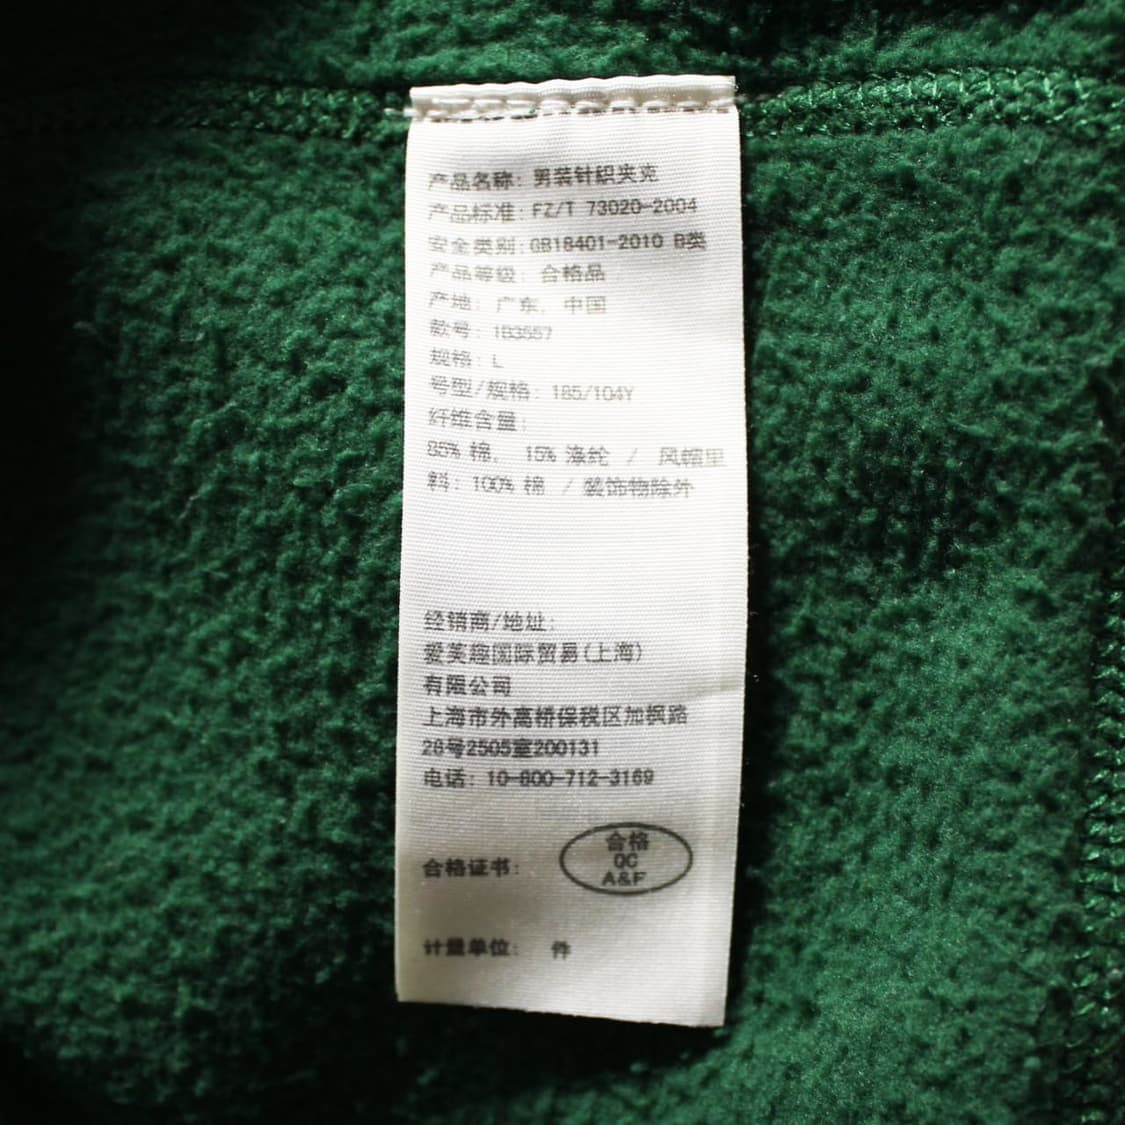 产品名称: 男装针织夹克
产品标准: FZ/T 73020-2004
安全类别: GB18401-2010 B类
产品等级: 合格品
产地: 广东, 中国
款号: 1B3557
规格: L
号型/规格: 185/104Y
纤维含量:
85% 棉, 15% 涤纶 / 风帽里
料: 100% 棉 / 装饰物除外
经销商/地址:
爱芙趣国际贸易(上海)
有限公司
上海市外高桥保税区加枫路
28号2505室200131
电话: 10-800-712-3169
合格
QC
A&F
合格证书:
计量单位: 件